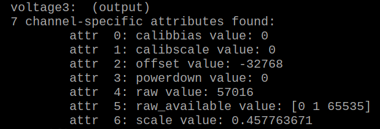 voltage3:  (output)
7 channel-specific attributes found:
attr  0: calibbias value: 0
attr  1: calibscale value: 0
attr  2: offset value: -32768
attr  3: powerdown value: 0
attr  4: raw value: 57016
attr  5: raw_available value: [0 1 65535]
attr  6: scale value: 0.457763671